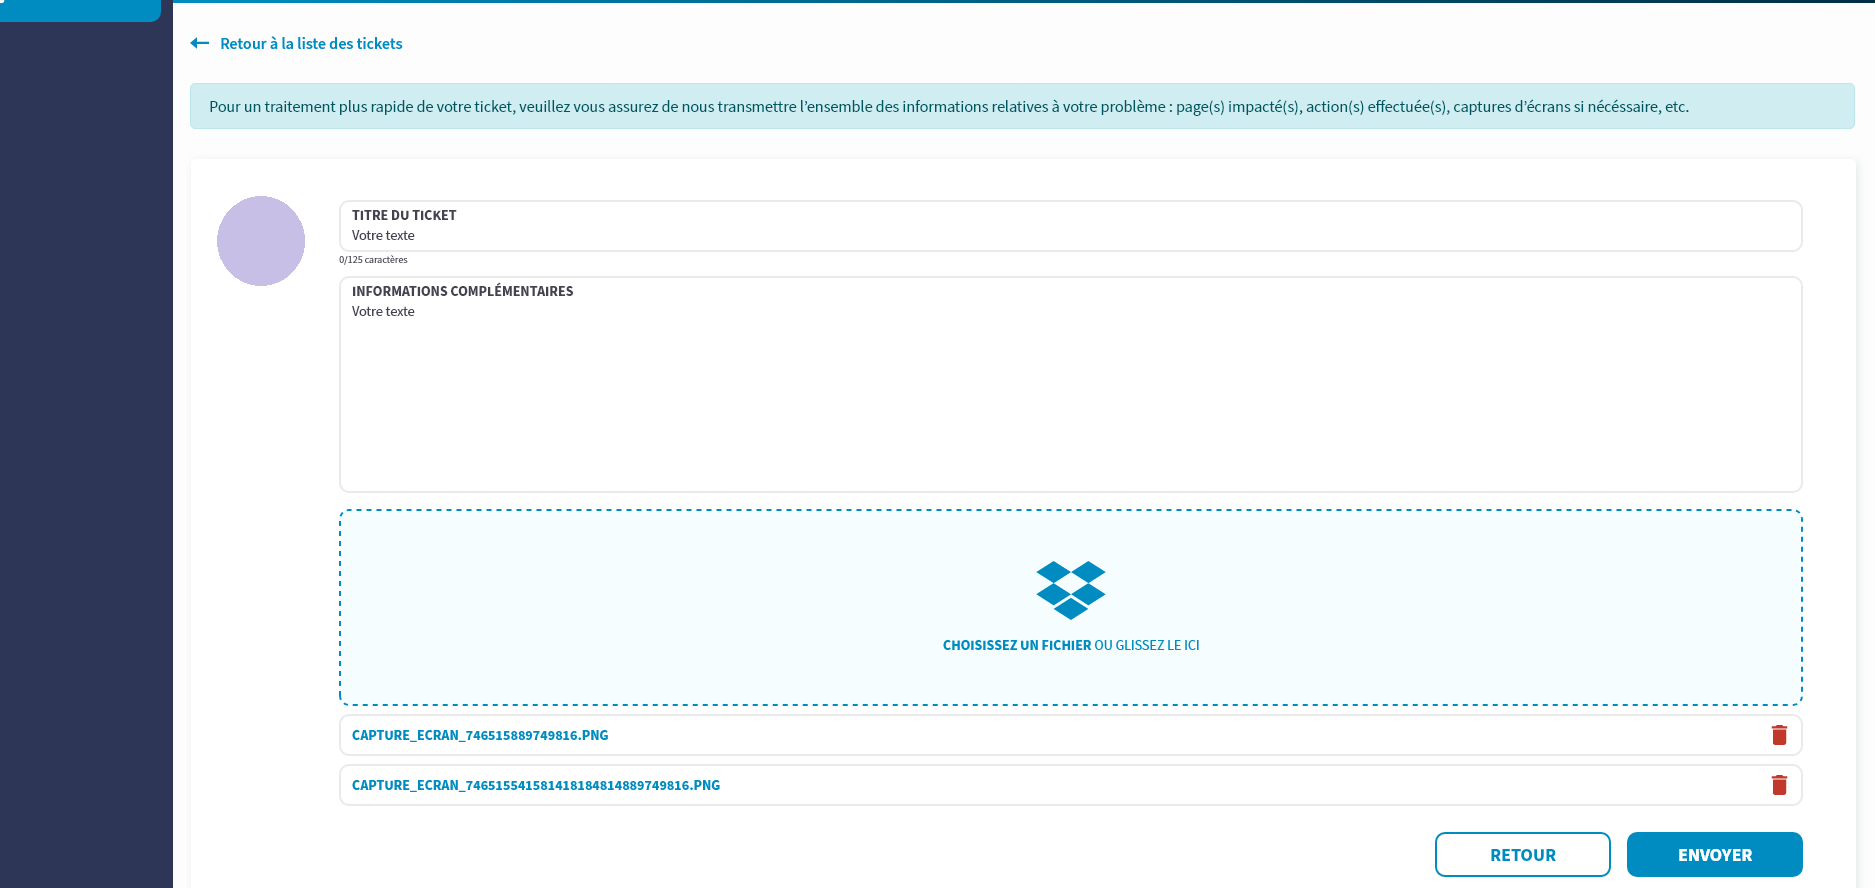 Retour à la liste des tickets
Pour un traitement plus rapide de votre ticket, veuillez vous assurez de nous transmettre l’ensemble des informations relatives à votre problème : page(s) impacté(s), action(s) effectuée(s), captures d’écrans si nécéssaire, etc.
TITRE DU TICKET
Votre texte
0/125 caractères
INFORMATIONS COMPLÉMENTAIRES
Votre texte
CHOISISSEZ UN FICHIER OU GLISSEZ LE ICI
CAPTURE_ECRAN_746515889749816.PNG
CAPTURE_ECRAN_746515541581418184814889749816.PNG
RETOUR
ENVOYER